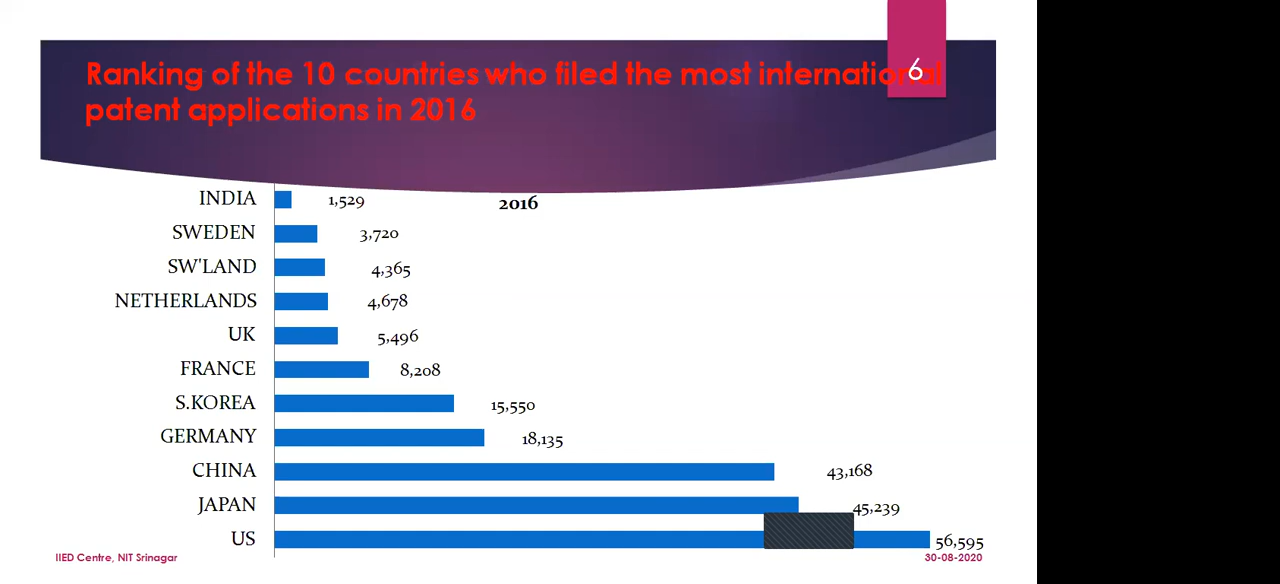 6
Ranking of the 10 countries who filed the most international
patent applications in 2016
2016
INDIA 1,529
SWEDEN 3,720
SW'LAND 4,365
NETHERLANDS 4,678
UK 5,496
FRANCE 8,208
S.KOREA 15,550
GERMANY 18,135
CHINA 43,168
JAPAN 45,239
US 56,595
IIED Centre, NIT Srinagar
30-08-2020